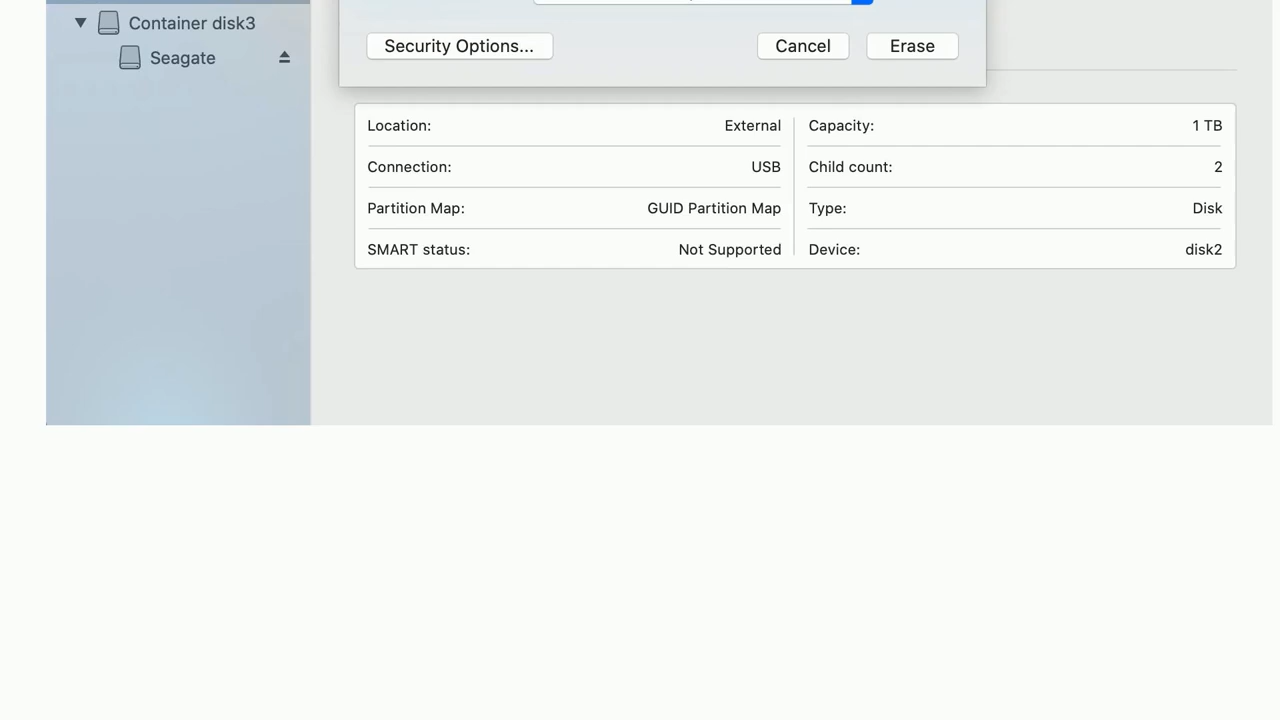 Container disk3
Seagate
Security Options...
Cancel
Erase
Location: External
Capacity: 1 TB
Connection: USB
Child count: 2
Partition Map: GUID Partition Map
Type: Disk
SMART status: Not Supported
Device: disk2